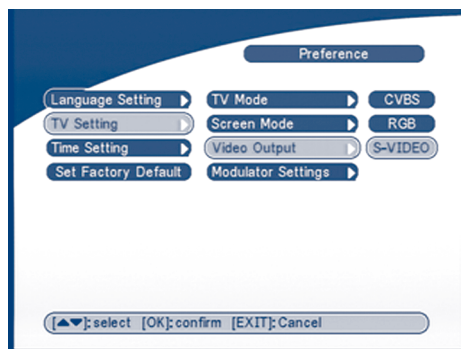 Preference
Language Setting
TV Mode
CVBS
TV Setting
Screen Mode
RGB
Time Setting
Video Output
S-VIDEO
Set Factory Default
Modulator Settings
[▲▼]:select [OK]:confirm [EXIT]:Cancel